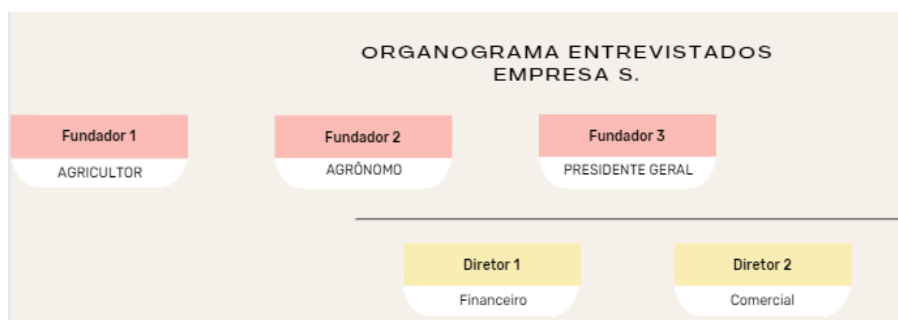 ORGANOGRAMA ENTREVISTADOS
EMPRESA S.
Fundador 1
AGRICULTOR
Fundador 2
AGRÔNOMO
Fundador 3
PRESIDENTE GERAL
Diretor 1
Financeiro
Diretor 2
Comercial